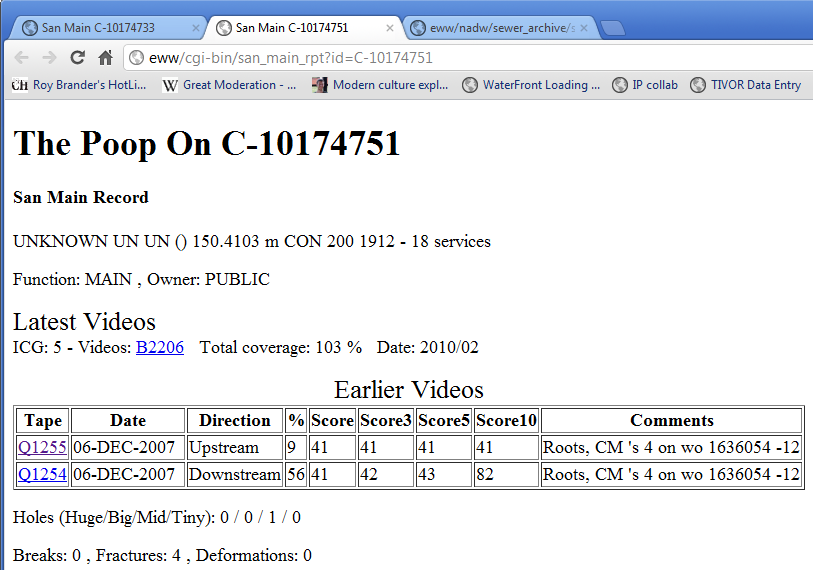 San Main C-10174733
San Main C-10174751
eww/nadw/sewer_archive/s
eww/cgi-bin/san_main_rpt?id=C-10174751
Roy Brander's HotLi...
W Great Moderation - ...
Modern culture expl...
WaterFront Loading ...
IP collab
TIVOR Data Entry
The Poop On C-10174751
San Main Record
UNKNOWN UN UN () 150.4103 m CON 200 1912 - 18 services
Function: MAIN , Owner: PUBLIC
Latest Videos
ICG: 5 - Videos: B2206 Total coverage: 103 % Date: 2010/02
Earlier Videos
Tape Date Direction % Score Score3 Score5 Score10 Comments
Q1255 06-DEC-2007 Upstream 9 41 41 41 41 Roots, CM 's 4 on wo 1636054 -12
Q1254 06-DEC-2007 Downstream 56 41 42 43 82 Roots, CM 's 4 on wo 1636054 -12
Holes (Huge/Big/Mid/Tiny): 0 / 0 / 1 / 0
Breaks: 0 , Fractures: 4 , Deformations: 0